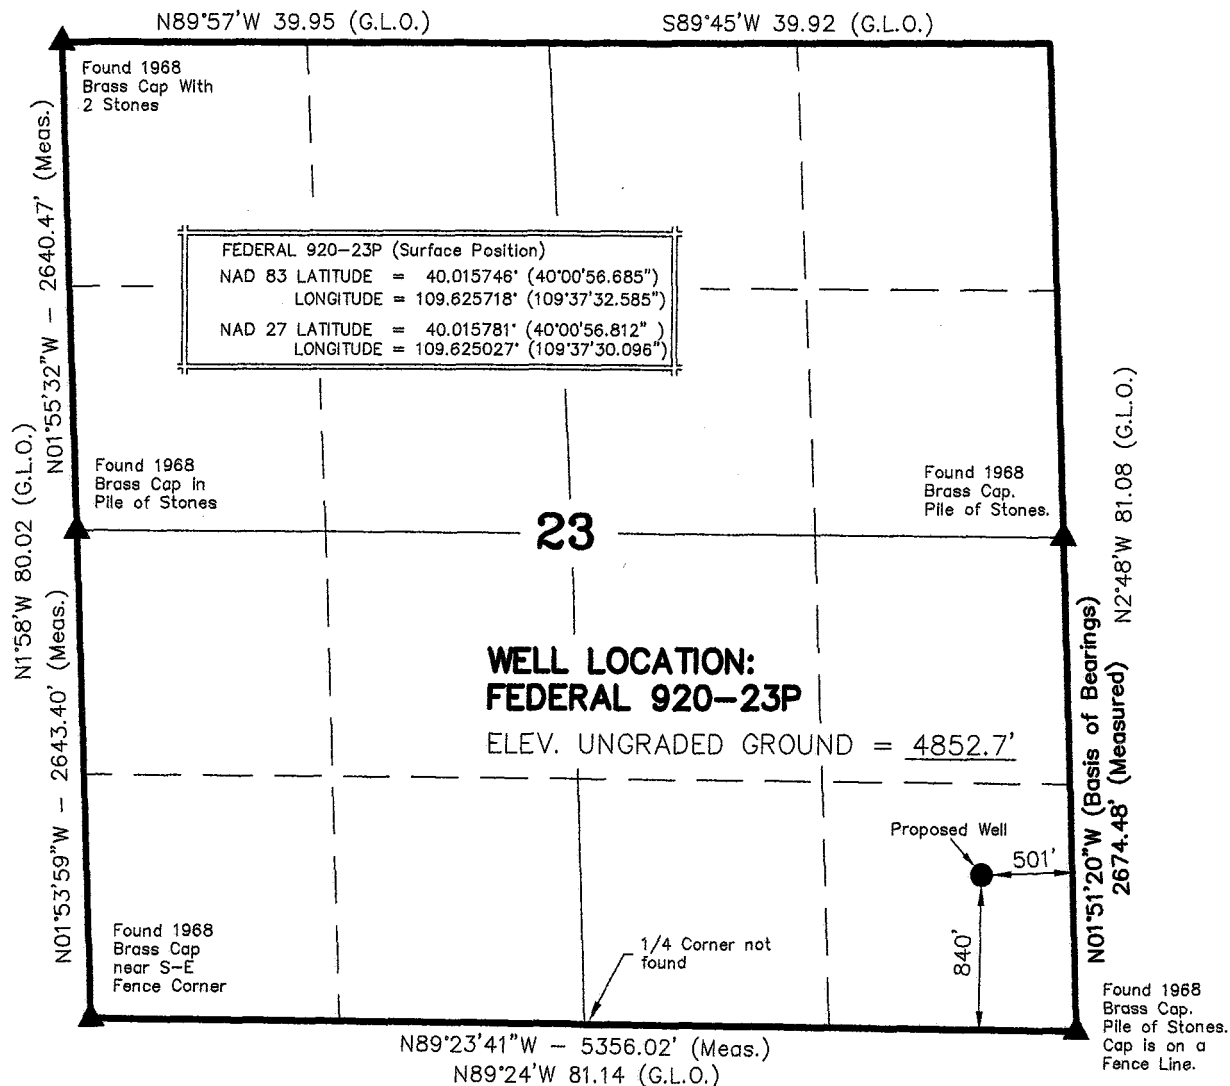 N89°57'W 39.95 (G.L.O.)
S89°45'W 39.92 (G.L.O.)
Found 1968
Brass Cap With
2 Stones
N01°55'32"W - 2640.47' (Meas.)
FEDERAL 920-23P (Surface Position)
NAD 83 LATITUDE = 40.015746° (40°00'56.685")
LONGITUDE = 109.625718° (109°37'32.585")
NAD 27 LATITUDE = 40.015781° (40°00'56.812" )
LONGITUDE = 109.625027° (109°37'30.096")
N1°58'W 80.02 (G.L.O.)
N2°48'W 81.08 (G.L.O.)
Found 1968
Brass Cap in
Pile of Stones
Found 1968
Brass Cap.
Pile of Stones.
23
N01°53'59"W - 2643.40' (Meas.)
WELL LOCATION:
FEDERAL 920-23P
ELEV. UNGRADED GROUND = 4852.7'
N01°51'20"W (Basis of Bearings)
2674.48' (Measured)
Proposed Well
501'
840'
Found 1968
Brass Cap
near S-E
Fence Corner
1/4 Corner not
found
Found 1968
Brass Cap.
Pile of Stones.
Cap is on a
Fence Line.
N89°23'41"W - 5356.02' (Meas.)
N89°24'W 81.14 (G.L.O.)